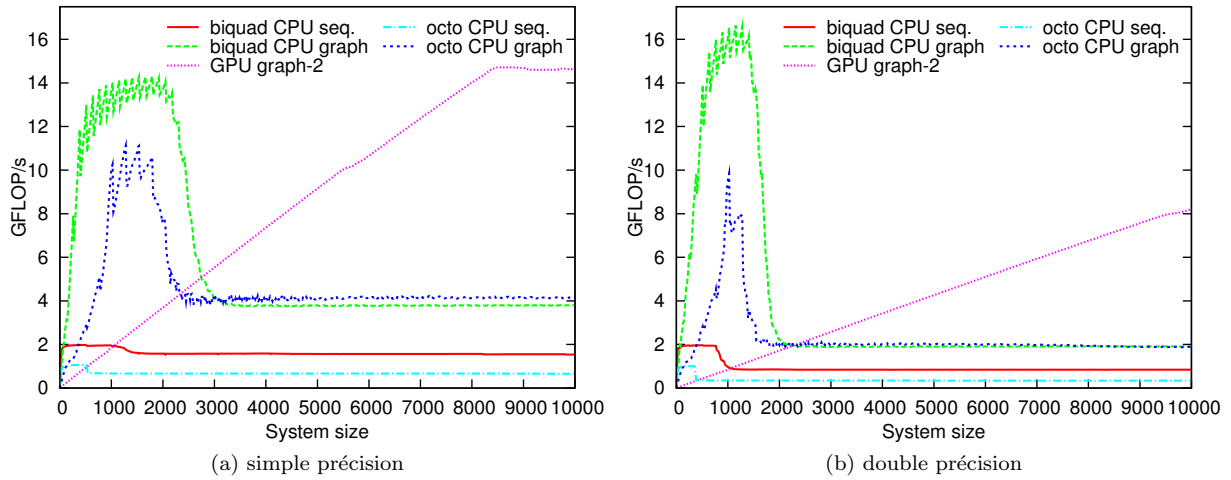 biquad CPU seq.
biquad CPU graph
GPU graph-2
octo CPU seq.
octo CPU graph
GFLOP/s
16
14
12
10
8
6
4
2
0
0 1000 2000 3000 4000 5000 6000 7000 8000 9000 10000
System size
(a) simple précision
biquad CPU seq.
biquad CPU graph
GPU graph-2
octo CPU seq.
octo CPU graph
GFLOP/s
16
14
12
10
8
6
4
2
0
0 1000 2000 3000 4000 5000 6000 7000 8000 9000 10000
System size
(b) double précision